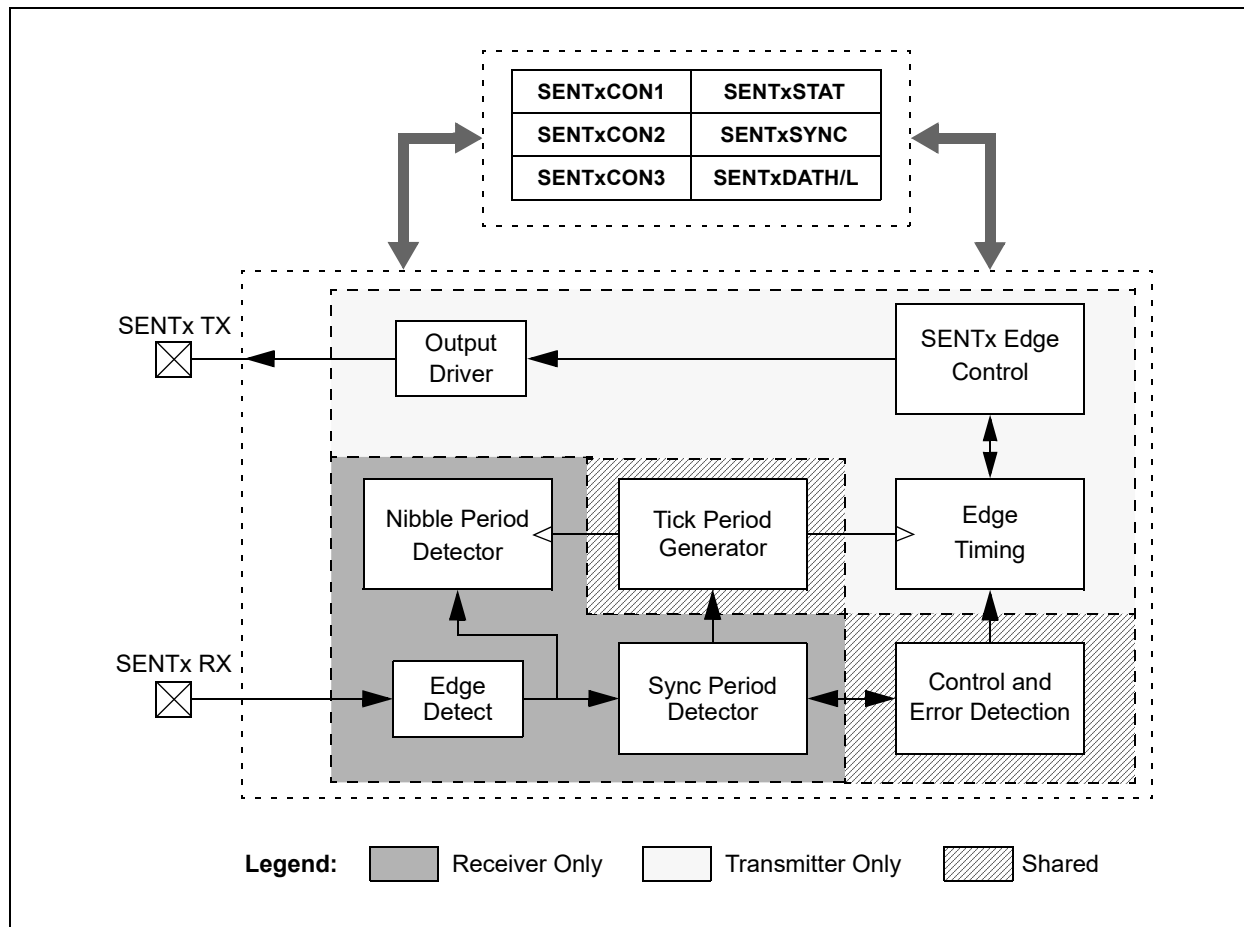 SENTxCON1 SENTxSTAT
SENTxCON2 SENTxSYNC
SENTxCON3 SENTxDATH/L
SENTx TX
Output
Driver
SENTx Edge
Control
Nibble Period
Detector
Tick Period
Generator
Edge
Timing
SENTx RX
Edge
Detect
Sync Period
Detector
Control and
Error Detection
Legend: Receiver Only Transmitter Only Shared